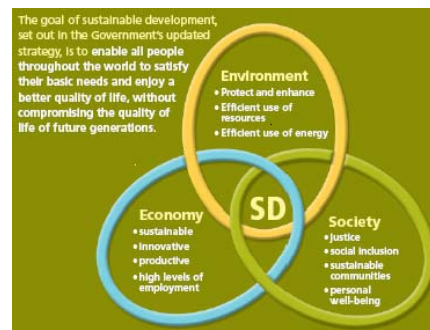 The goal of sustainable development,
set out in the Government's updated
strategy, is to enable all people
throughout the world to satisfy
their basic needs and enjoy a
better quality of life, without
compromising the quality of
life of future generations.
Environment
• Protect and enhance
• Efficient use of
resources
• Efficient use of energy
SD
Economy
• sustainable
• innovative
• productive
• high levels of
employment
Society
• justice
• social inclusion
• sustainable
communities
• personal
well-being